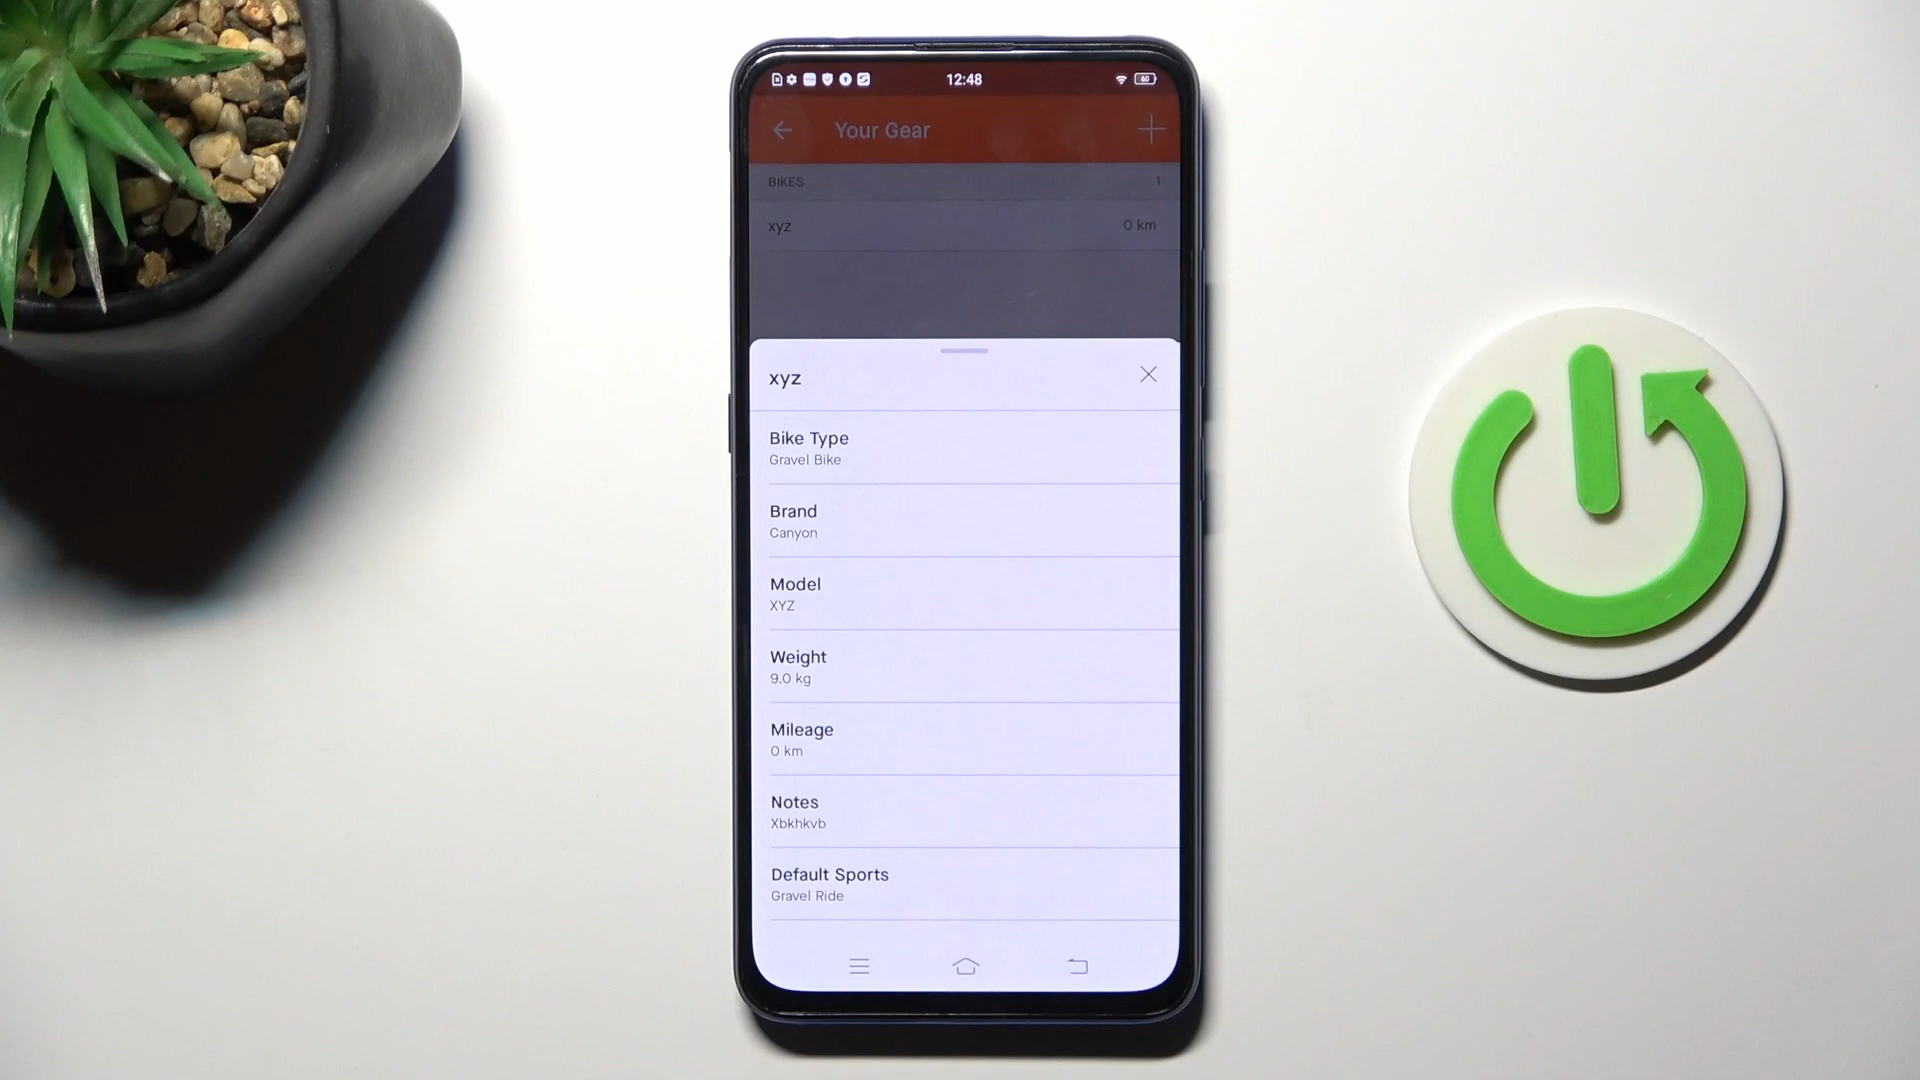 12:48
60
Your Gear
BIKES 1
xyz 0 km
xyz
Bike Type
Gravel Bike
Brand
Canyon
Model
XYZ
Weight
9.0 kg
Mileage
0 km
Notes
Xbkhkvb
Default Sports
Gravel Ride